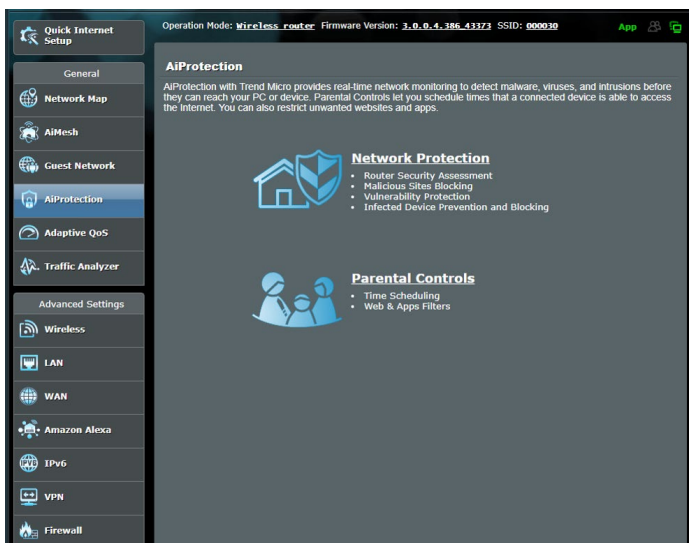 Quick Internet
Setup
Operation Mode: Wireless router Firmware Version: 3.0.0.4.386_43373 SSID: 000030
App
General
Network Map
AiMesh
Guest Network
AiProtection
Adaptive QoS
Traffic Analyzer
Advanced Settings
Wireless
LAN
WAN
Amazon Alexa
IPV6
IPv6
VPN
Firewall
AiProtection
AiProtection with Trend Micro provides real-time network monitoring to detect malware, viruses, and intrusions before
they can reach your PC or device. Parental Controls let you schedule times that a connected device is able to access
the Internet. You can also restrict unwanted websites and apps.
Network Protection
• Router Security Assessment
• Malicious Sites Blocking
• Vulnerability Protection
• Infected Device Prevention and Blocking
Parental Controls
• Time Scheduling
• Web & Apps Filters